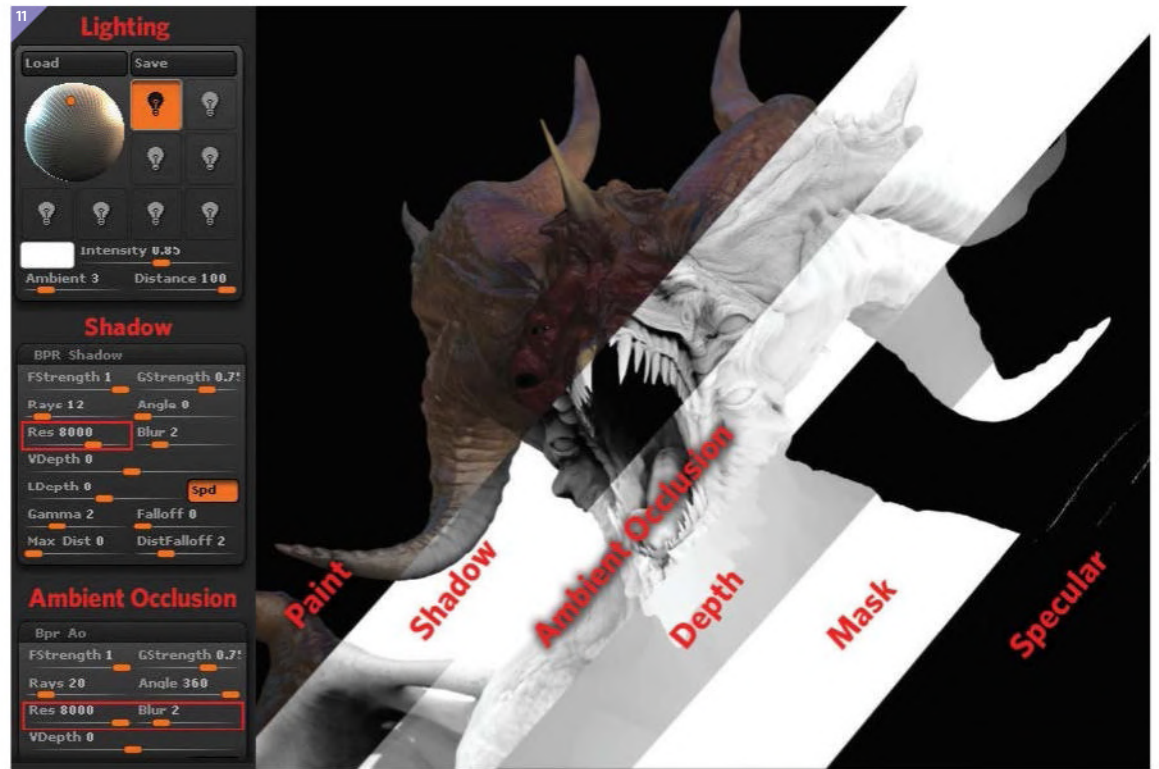 11
Lighting
Load Save
Intensity 0.85
Ambient 3 Distance 100
Shadow
BPR Shadow
FStrength 1 GStrength 0.7
Rays 12 Angle 0
Res 8000 Blur 2
VDepth 0
LDepth 0 Spd
Gamma 2 Falloff 0
Max Dist 0 DistFalloff 2
Ambient Occlusion
Bpr Ao
FStrength 1 GStrength 0.7
Rays 20 Angle 360
Res 8000 Blur 2
VDepth 0
Paint
Shadow
Ambient Occlusion
Depth
Mask
Specular